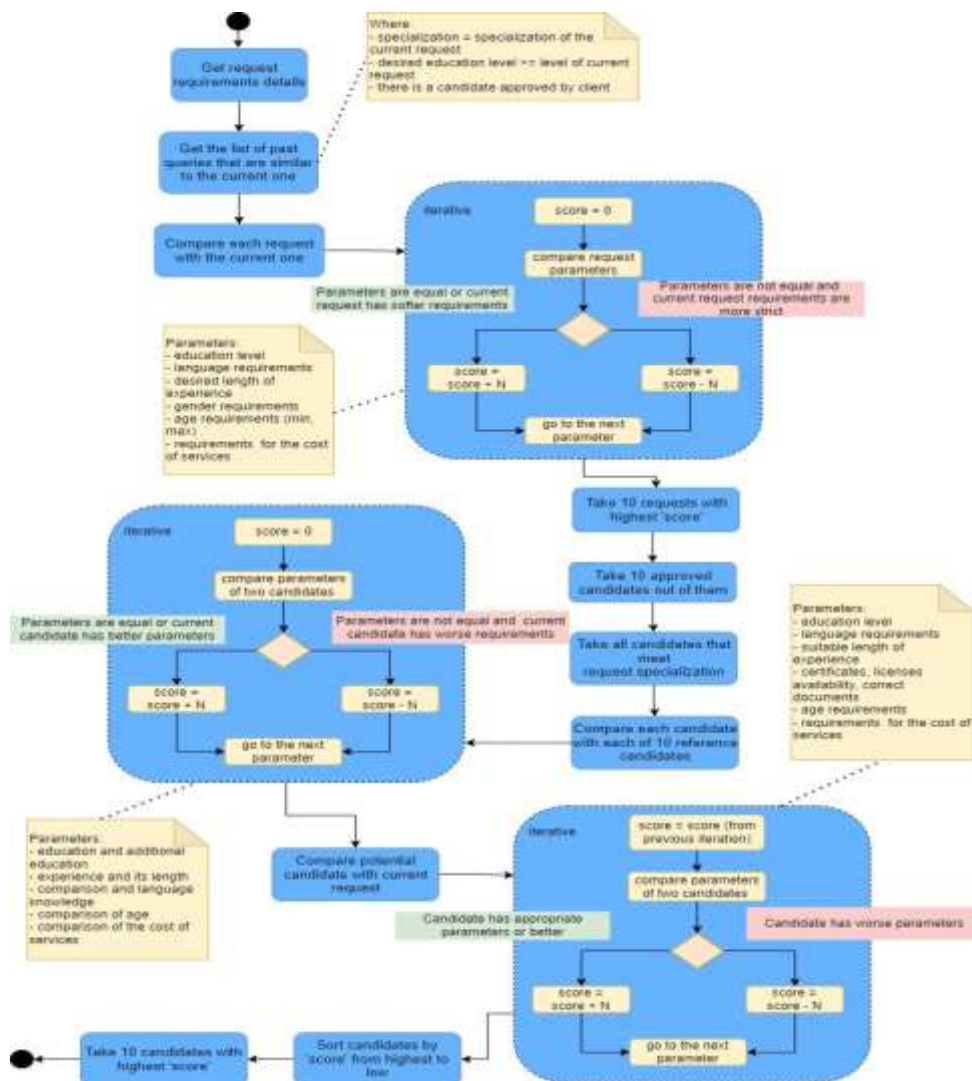 Where:
- specialization = specialization of the
current request
- desired education level >= level of current
request
- there is a candidate approved by client
Get request
requirements details
Get the list of past
queries that are similar
to the current one
Compare each request
with the current one
iterative
score = 0
compare request
parameters
Parameters are equal or current
request has softer requirements
Parameters are not equal and
current request requirements are
more strict
score =
score + N
score =
score - N
go to the next
parameter
Parameters:
- education level
- language requirements
- desired length of
experience
- gender requirements
- age requirements (min,
max)
- requirements for the cost
of services
Take 10 requests with
highest 'score'
Take 10 approved
candidates out of them
Take all candidates that
meet
request specialization
Compare each candidate
with each of 10 reference
candidates
iterative
score = 0
compare parameters
of two candidates
Parameters are equal or current
candidate has better parameters
Parameters are not equal and current
candidate has worse requirements
score =
score + N
score =
score - N
go to the next
parameter
Parameters:
- education level
- language requirements
- suitable length of
experience
- certificates, licenses
availability, correct
documents
- age requirements
- requirements for the cost of
services
Parameters:
- education and additional
education
- experience and its length
- comparison and language
knowledge
- comparison of age
- comparison of the cost of
services
Compare potential
candidate with current
request
iterative
score = score (from
previous iteration)
compare parameters
of two candidates
Candidate has appropriate
parameters or better
Candidate has worse parameters
score =
score + N
score =
score - N
go to the next
parameter
Sort candidates by
'score' from highest to
low
Take 10 candidates with
highest 'score'